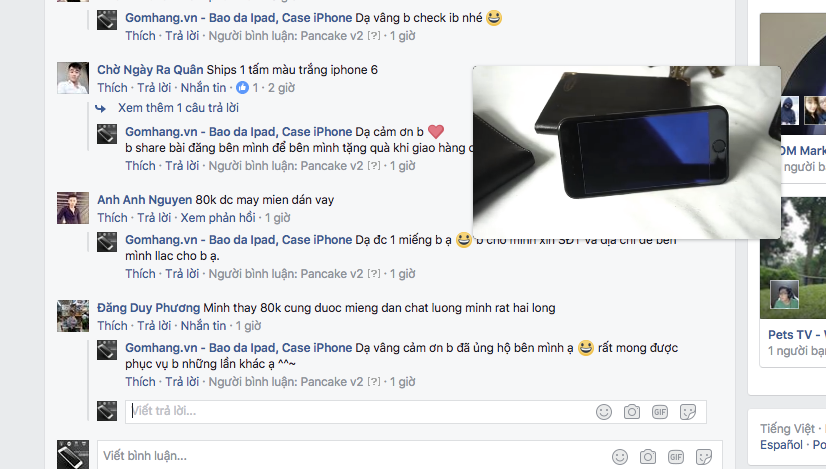 Gomhang.vn - Bao da Ipad, Case iPhone Dạ vâng b check ib nhé
Thích · Trả lời · Người bình luận: Pancake v2 [?] · 1 giờ
Chờ Ngày Ra Quân Ships 1 tấm màu trắng iphone 6
Thích · Trả lời · Nhắn tin · 1 · 2 giờ
Xem thêm 1 câu trả lời
Gomhang.vn - Bao da Ipad, Case iPhone Dạ cảm ơn b
b share bài đăng bên mình để bên mình tặng quà khi giao hàng
Thích · Trả lời · Người bình luận: Pancake v2 [?] · 1 giờ
Anh Anh Nguyen 80k dc may mien dán vay
Thích · Trả lời · Xem phản hồi · 1 giờ
Gomhang.vn - Bao da Ipad, Case iPhone Dạ đc 1 miếng b ạ b cho mình xin SĐT và địa chỉ để bên
mình llac cho b ạ.
Thích · Trả lời · Người bình luận: Pancake v2 [?] · 1 giờ
Đăng Duy Phương Minh thay 80k cung duoc mieng dan chat luong minh rat hai long
Thích · Trả lời · Nhắn tin · 1 giờ
Gomhang.vn - Bao da Ipad, Case iPhone Dạ vâng cảm ơn b đã ủng hộ bên mình ạ rất mong được
phục vụ b những lần khác ạ ^^~
Thích · Trả lời · Người bình luận: Pancake v2 [?] · 1 giờ
Viết trả lời...
GIF
Viết bình luận...
GIF
OM Mark
người bạ
Pets TV - V
1 người bạ
Tiếng Việt ·
Español · Po